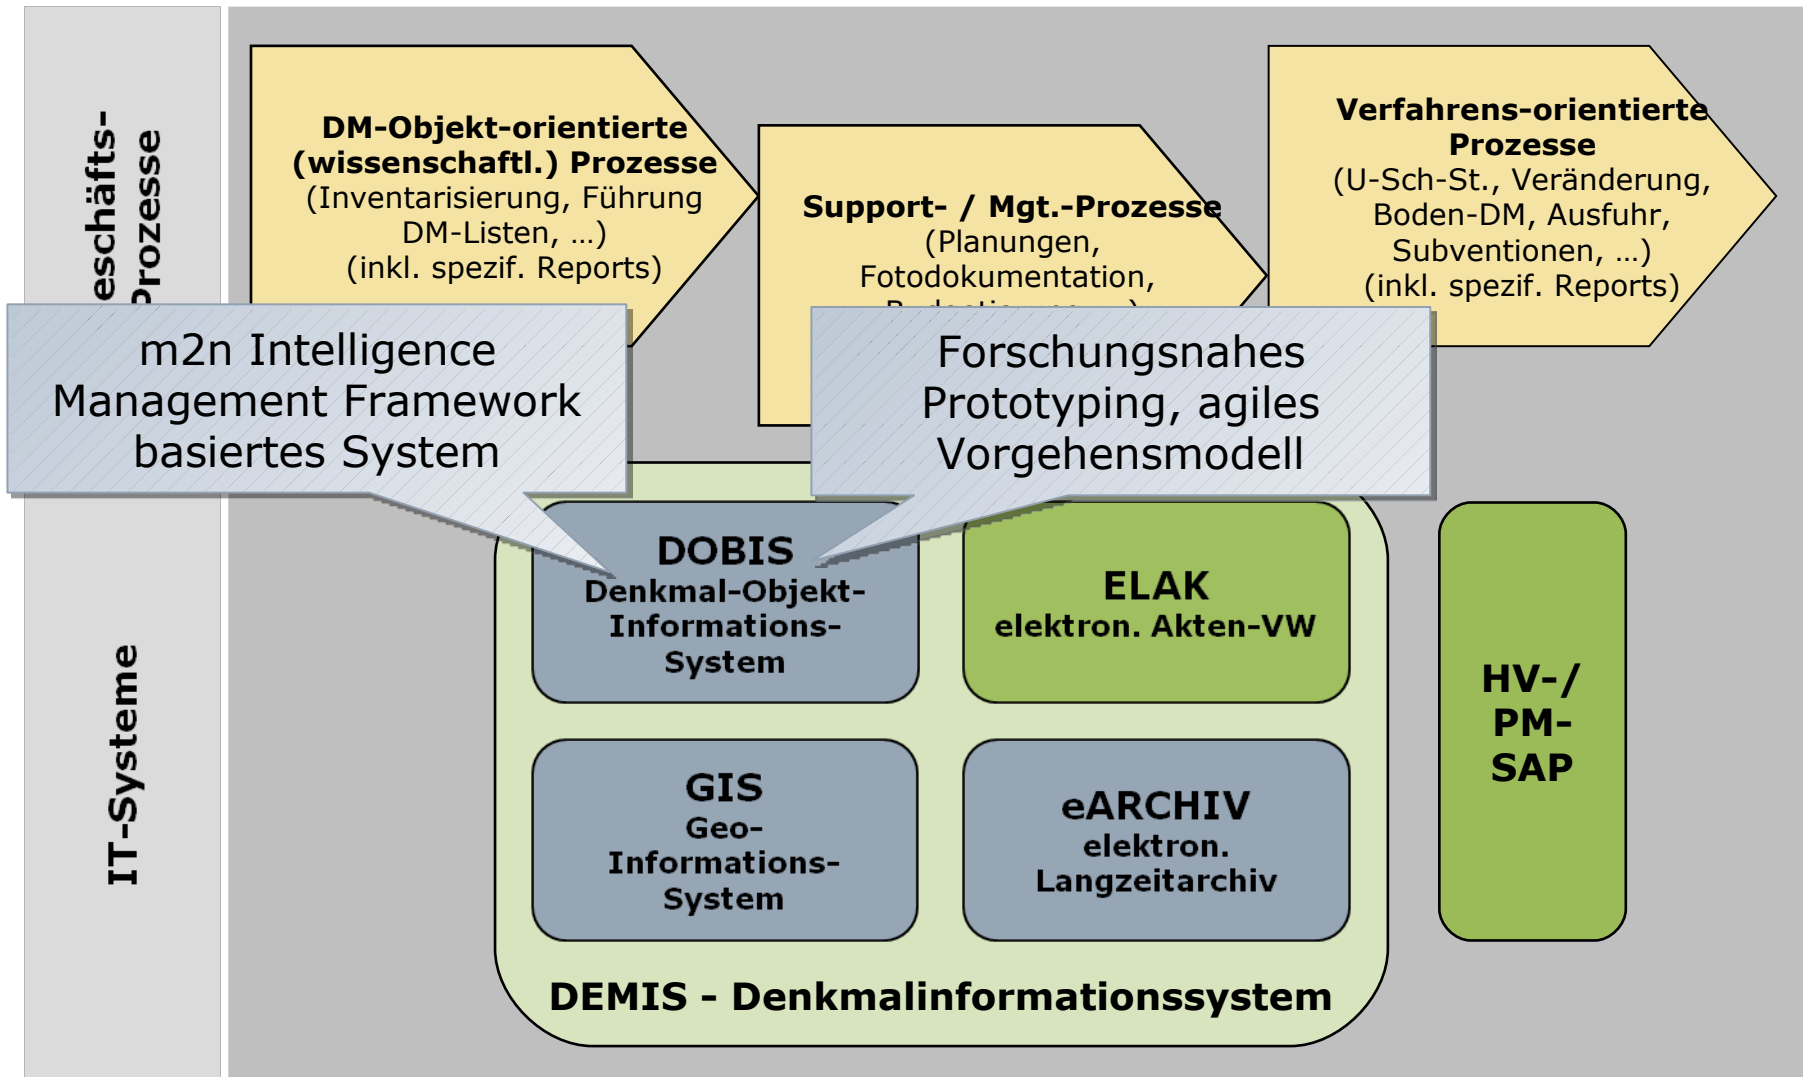 eschäfts-
Prozesse
DM-Objekt-orientierte
(wissenschaftl.) Prozesse
(Inventarisierung, Führung
DM-Listen, …)
(inkl. spezif. Reports)
Support- / Mgt.-Prozesse
(Planungen,
Fotodokumentation,
Verfahrens-orientierte
Prozesse
(U-Sch-St., Veränderung,
Boden-DM, Ausfuhr,
Subventionen, …)
(inkl. spezif. Reports)
m2n Intelligence
Management Framework
basiertes System
Forschungsnahes
Prototyping, agiles
Vorgehensmodell
IT-Systeme
DOBIS
Denkmal-Objekt-
Informations-
System
ELAK
elektron. Akten-VW
GIS
Geo-
Informations-
System
eARCHIV
elektron.
Langzeitarchiv
DEMIS - Denkmalinformationssystem
HV-/
PM-
SAP